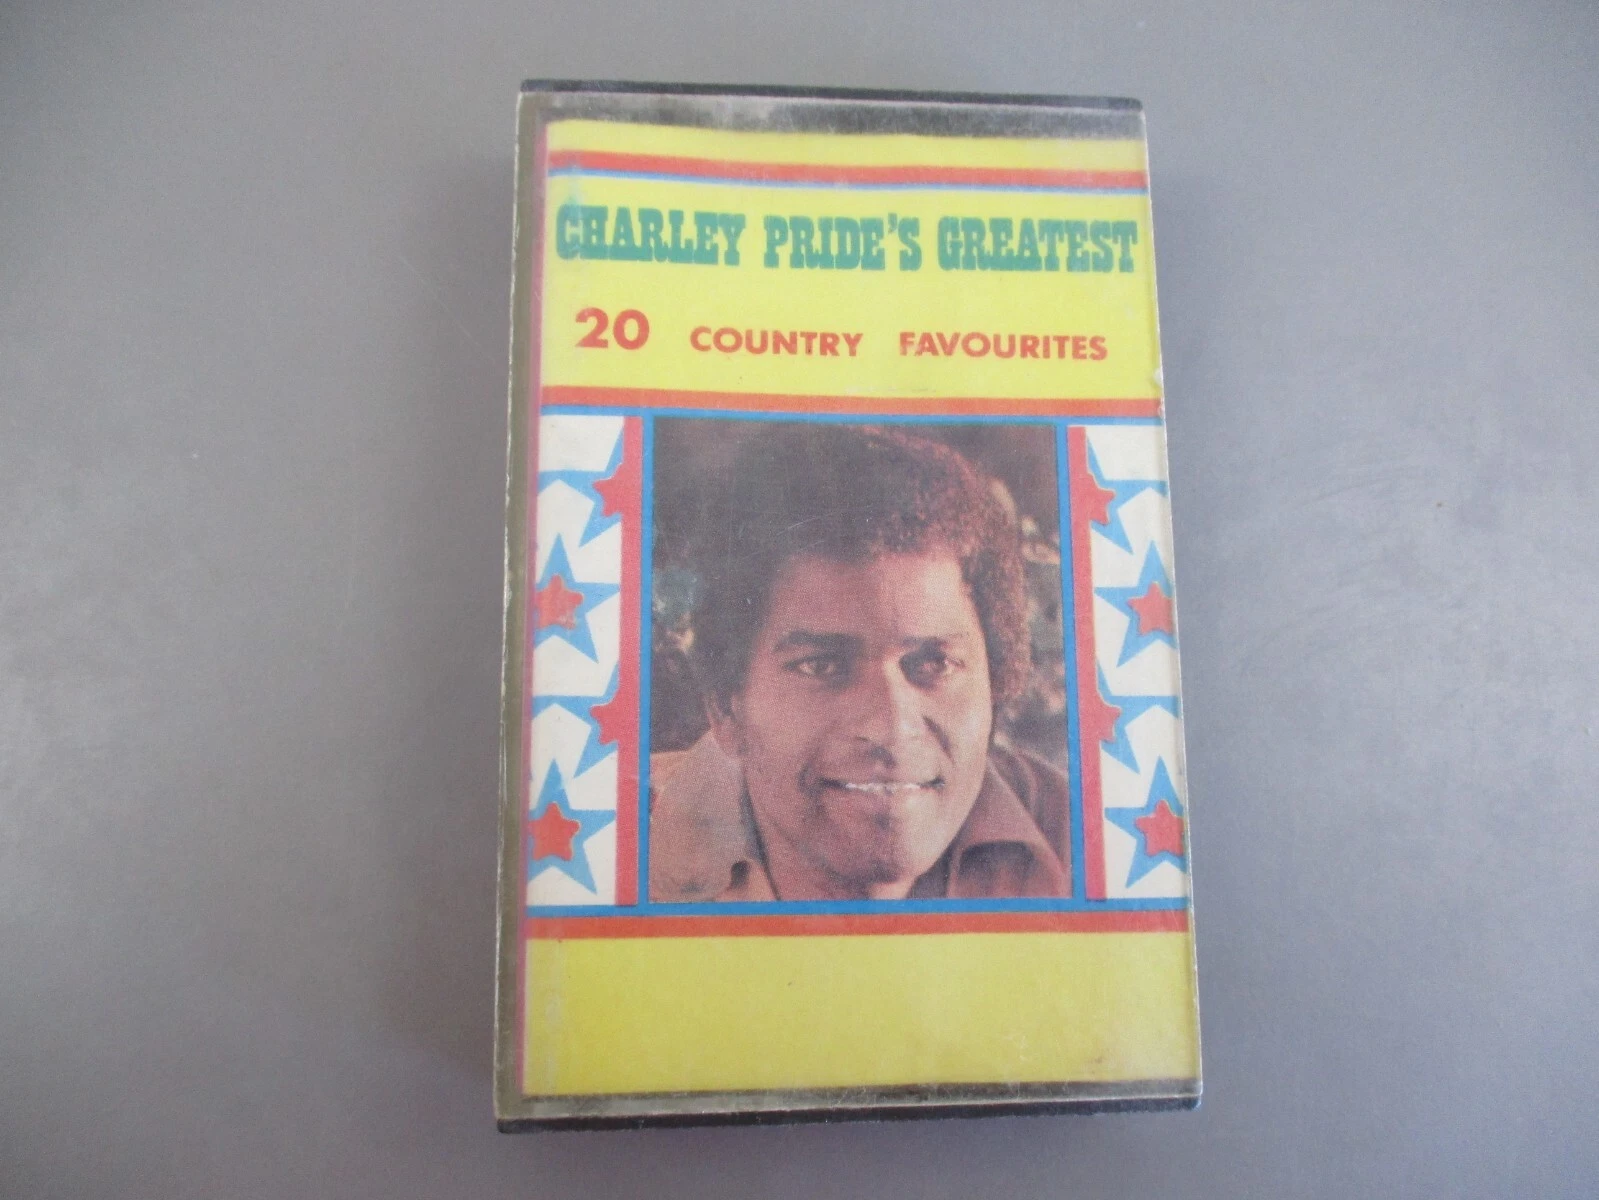 CHARLEY PRIDE'S GREATEST
20 COUNTRY FAVOURITES